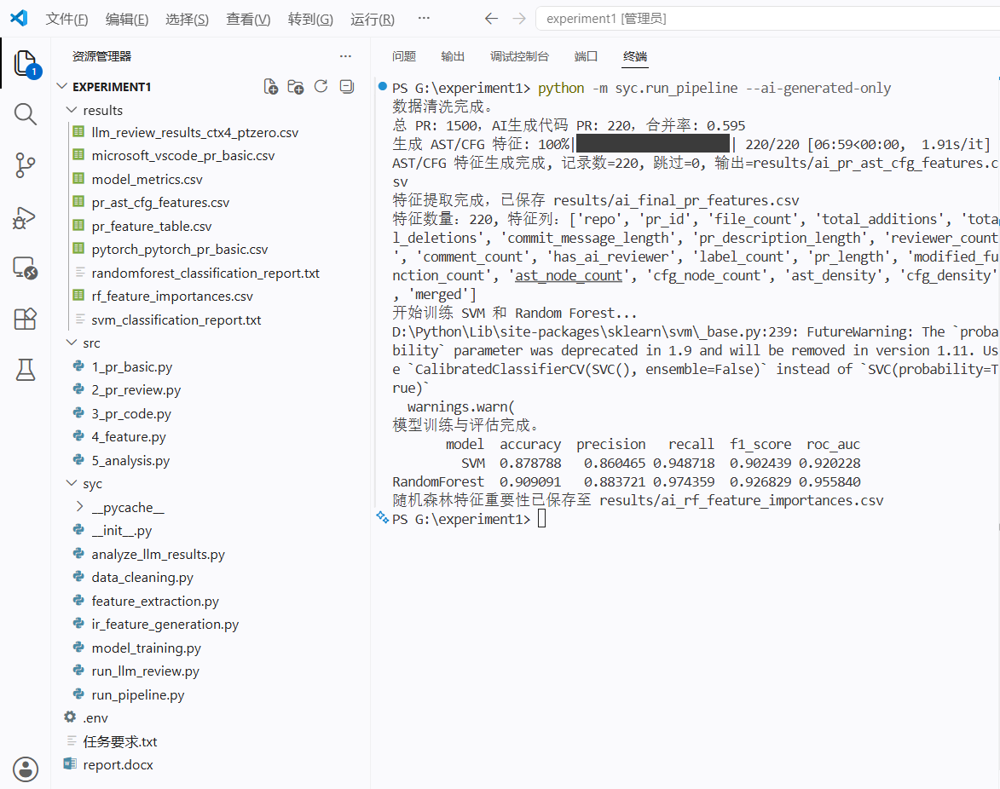 文件(F) 编辑(E) 选择(S) 查看(V) 转到(G) 运行(R) ··· experiment1 [管理员]
资源管理器 ···
1
EXPERIMENT1
results
llm_review_results_ctx4_ptzero.csv
microsoft_vscode_pr_basic.csv
model_metrics.csv
pr_ast_cfg_features.csv
pr_feature_table.csv
pytorch_pytorch_pr_basic.csv
randomforest_classification_report.txt
rf_feature_importances.csv
svm_classification_report.txt
src
1_pr_basic.py
2_pr_review.py
3_pr_code.py
4_feature.py
5_analysis.py
syc
__pycache__
__init__.py
analyze_llm_results.py
data_cleaning.py
feature_extraction.py
ir_feature_generation.py
model_training.py
run_llm_review.py
run_pipeline.py
.env
任务要求.txt
report.docx
问题 输出 调试控制台 端口 终端
PS G:\experiment1> python -m syc.run_pipeline --ai-generated-only
数据清洗完成。
总 PR: 1500, AI生成代码 PR: 220, 合并率: 0.595
生成 AST/CFG 特征: 100%|| 220/220 [06:59<00:00,  1.91s/it]
AST/CFG 特征生成完成, 记录数=220, 跳过=0, 输出=results/ai_pr_ast_cfg_features.c
sv
特征提取完成, 已保存 results/ai_final_pr_features.csv
特征数量: 220, 特征列: ['repo', 'pr_id', 'file_count', 'total_additions', 'tota
l_deletions', 'commit_message_length', 'pr_description_length', 'reviewer_count
', 'comment_count', 'has_ai_reviewer', 'label_count', 'pr_length', 'modified_fu
nction_count', 'ast_node_count', 'cfg_node_count', 'ast_density', 'cfg_density'
, 'merged']
开始训练 SVM 和 Random Forest...
D:\Python\Lib\site-packages\sklearn\svm\_base.py:239: FutureWarning: The `proba
bility` parameter was deprecated in 1.9 and will be removed in version 1.11. Us
e `CalibratedClassifierCV(SVC(), ensemble=False)` instead of `SVC(probability=T
rue)`
warnings.warn(
模型训练与评估完成。
model accuracy precision recall f1_score roc_auc
SVM 0.878788 0.860465 0.948718 0.902439 0.920228
RandomForest 0.909091 0.883721 0.974359 0.926829 0.955840
随机森林特征重要性已保存至 results/ai_rf_feature_importances.csv
PS G:\experiment1>